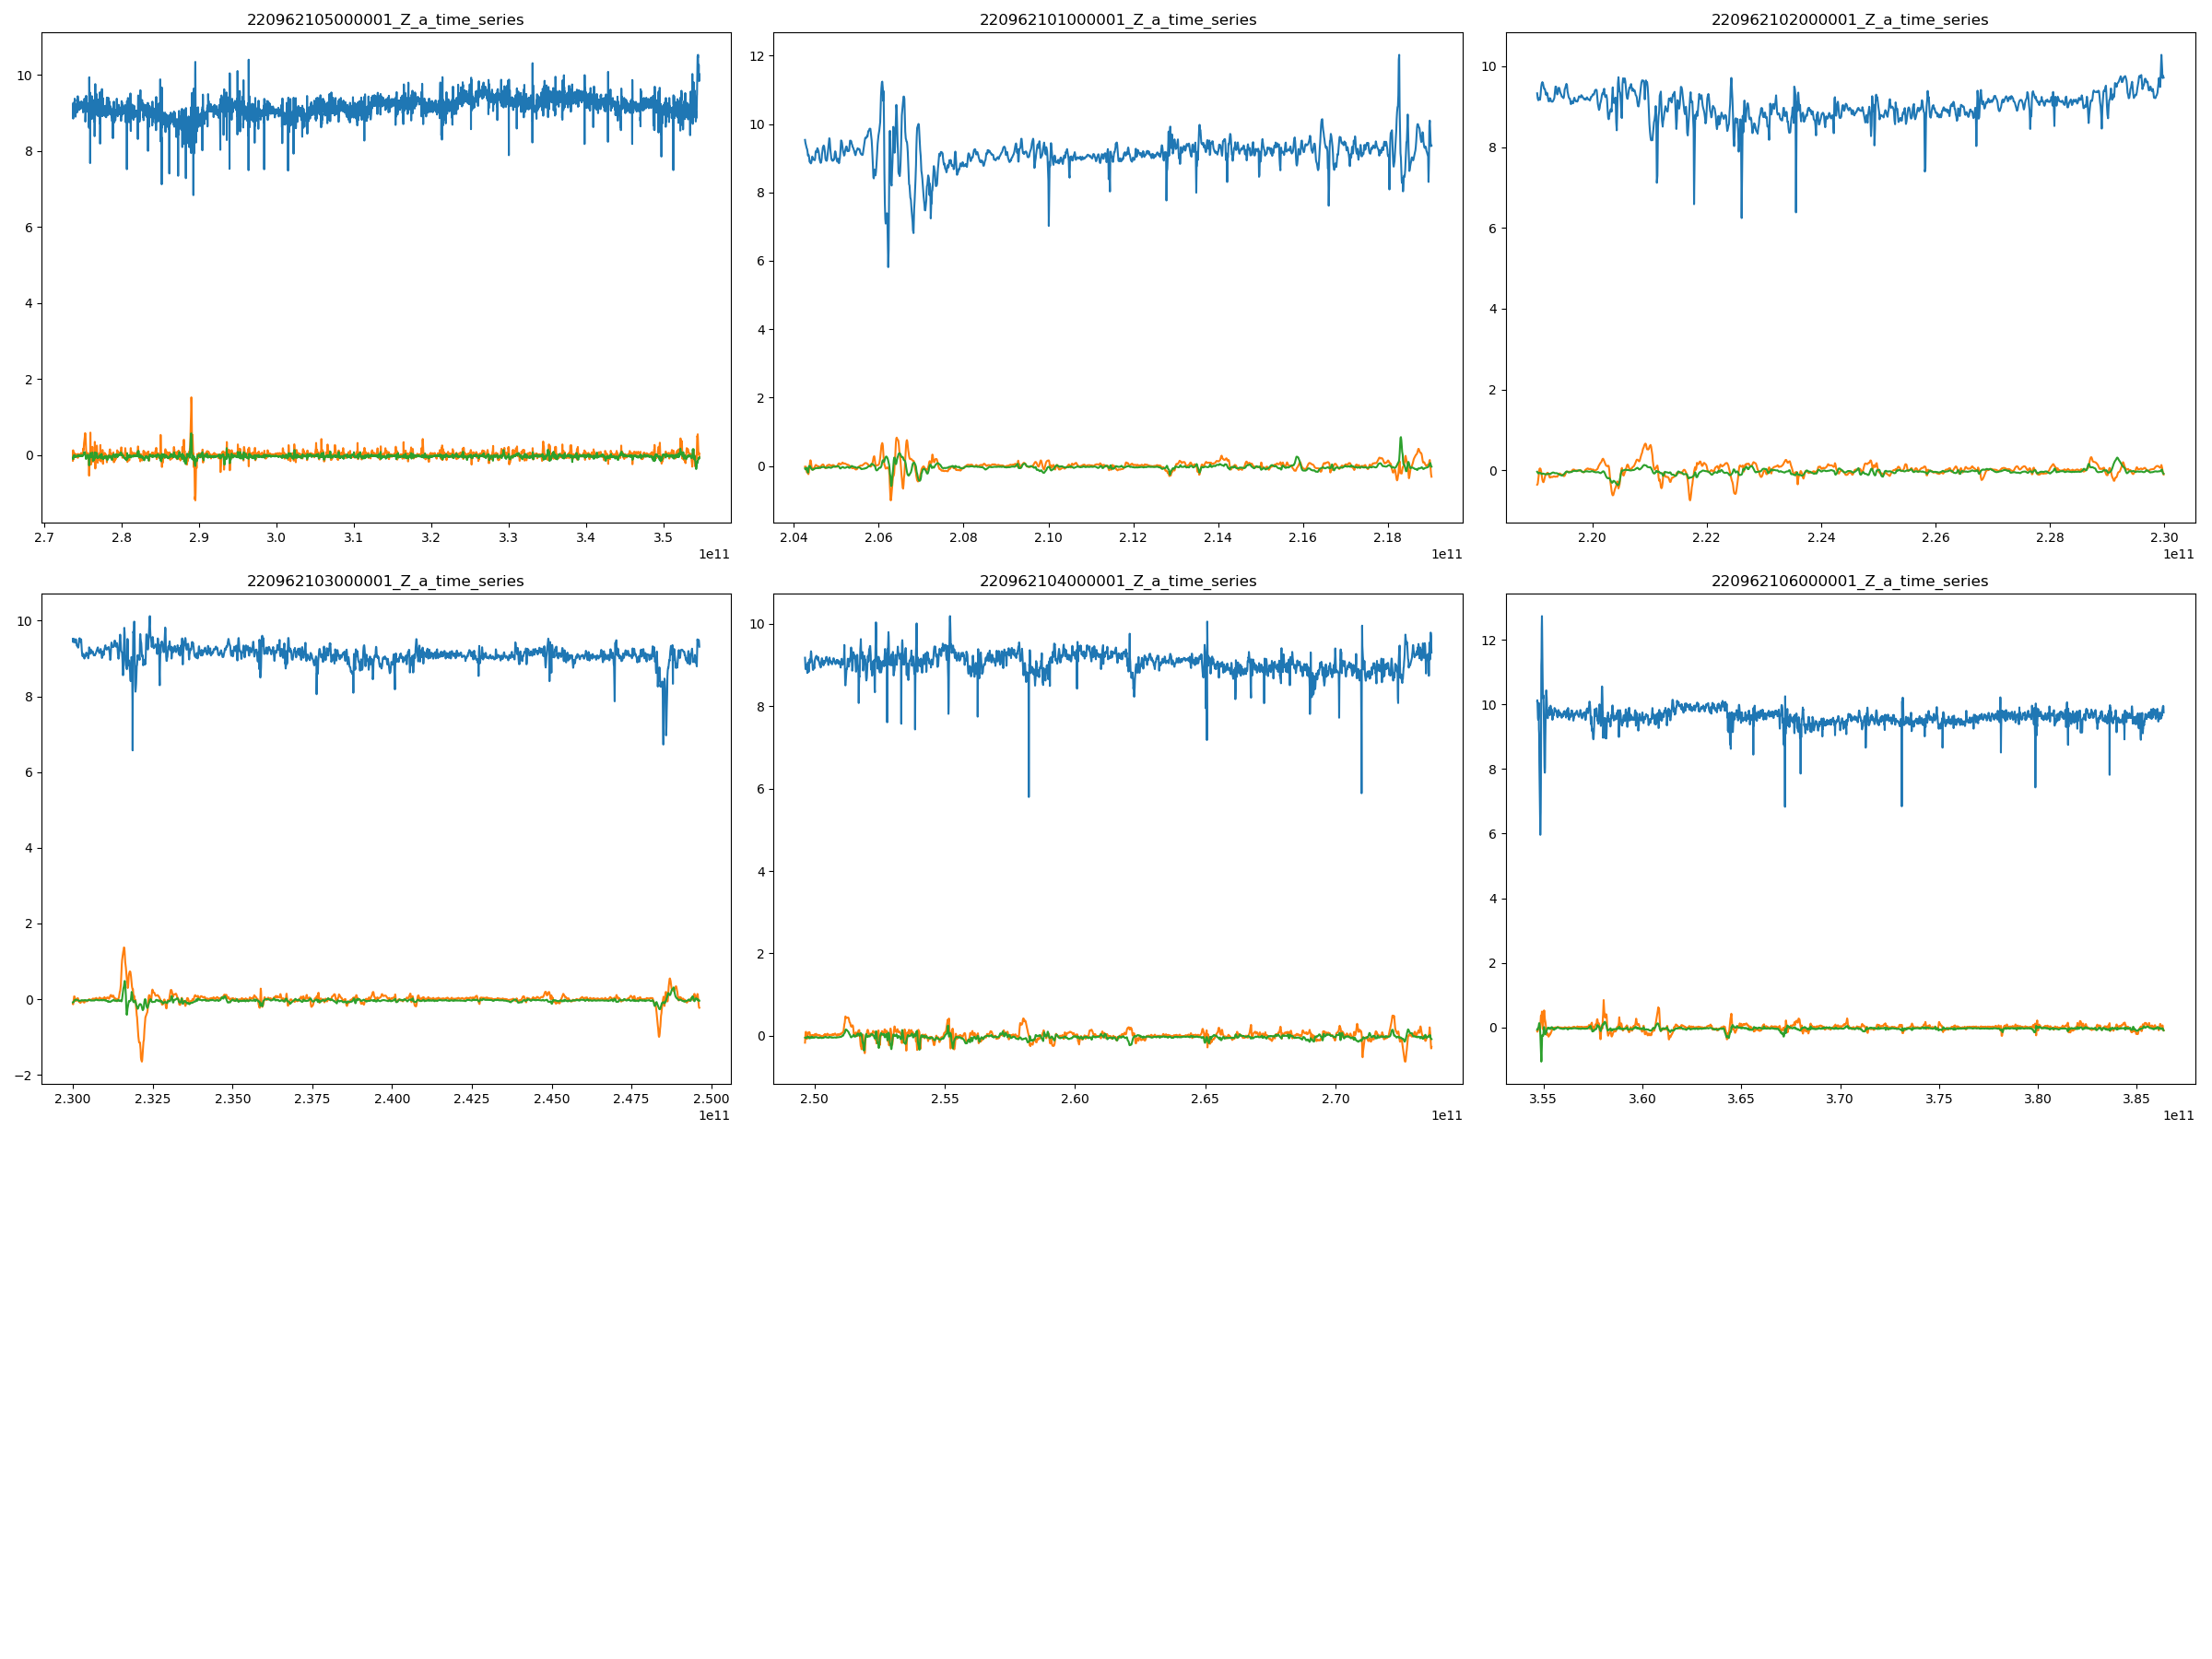 220962105000001_Z_a_time_series
10
8
6
4
2
0
2.7 2.8 2.9 3.0 3.1 3.2 3.3 3.4 3.5
1e11
220962101000001_Z_a_time_series
12
10
8
6
4
2
0
2.04 2.06 2.08 2.10 2.12 2.14 2.16 2.18
1e11
220962102000001_Z_a_time_series
10
8
6
4
2
0
2.20 2.22 2.24 2.26 2.28 2.30
1e11
220962103000001_Z_a_time_series
10
8
6
4
2
0
−2
2.300 2.325 2.350 2.375 2.400 2.425 2.450 2.475 2.500
1e11
220962104000001_Z_a_time_series
10
8
6
4
2
0
2.50 2.55 2.60 2.65 2.70
1e11
220962106000001_Z_a_time_series
12
10
8
6
4
2
0
3.55 3.60 3.65 3.70 3.75 3.80 3.85
1e11